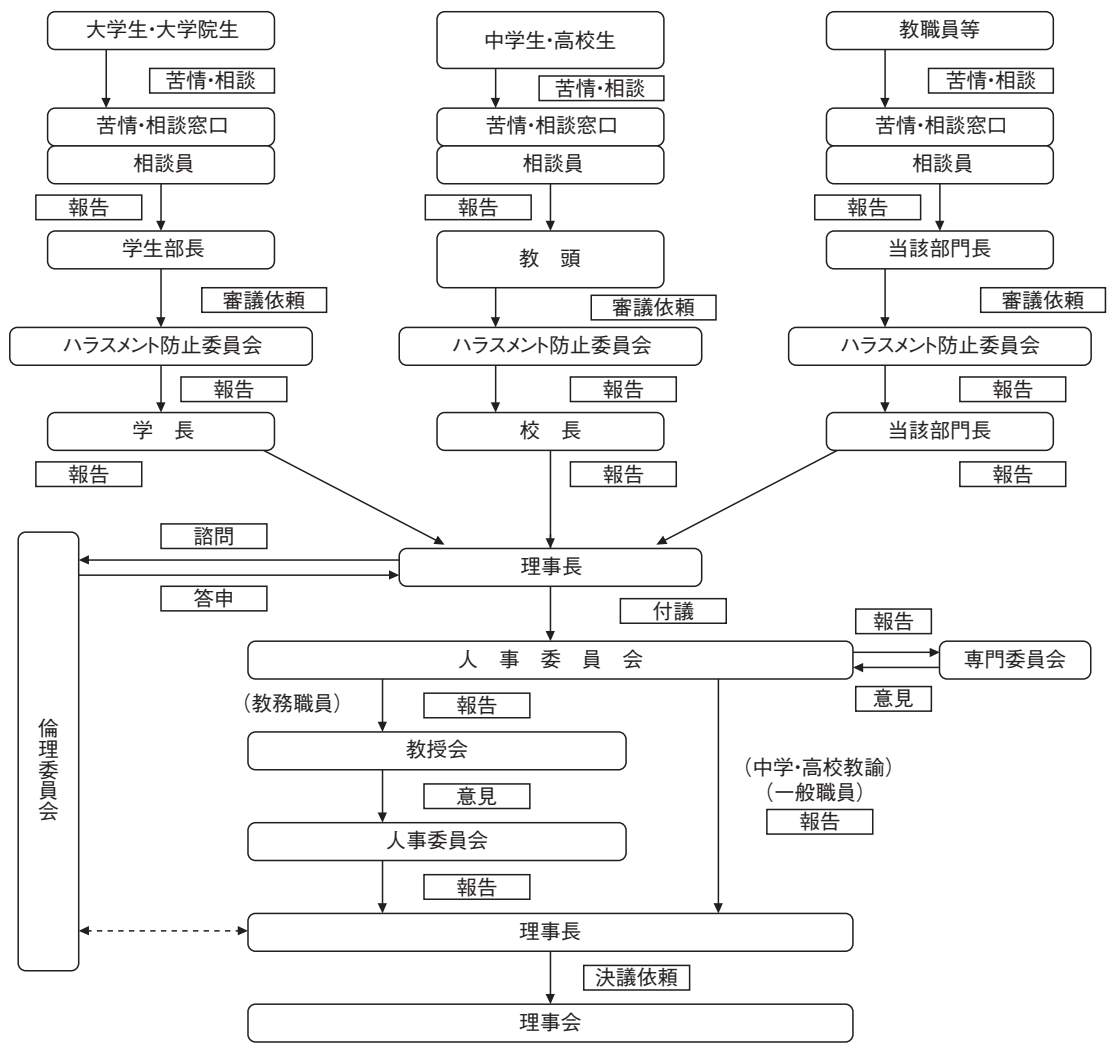 大学生・大学院生
中学生・高校生
教職員等
苦情・相談
苦情・相談
苦情・相談
苦情・相談窓口
苦情・相談窓口
苦情・相談窓口
相談員
相談員
相談員
報告
報告
報告
学生部長
教 頭
当該部門長
審議依頼
審議依頼
審議依頼
ハラスメント防止委員会
ハラスメント防止委員会
ハラスメント防止委員会
報告
報告
報告
学 長
校 長
当該部門長
報告
報告
報告
諮問
理事長
答申
付議
報告
人 事 委 員 会
専門委員会
意見
(教務職員)
報告
倫理委員会
教授会
(中学・高校教諭)
(一般職員)
報告
意見
人事委員会
報告
理事長
決議依頼
理事会